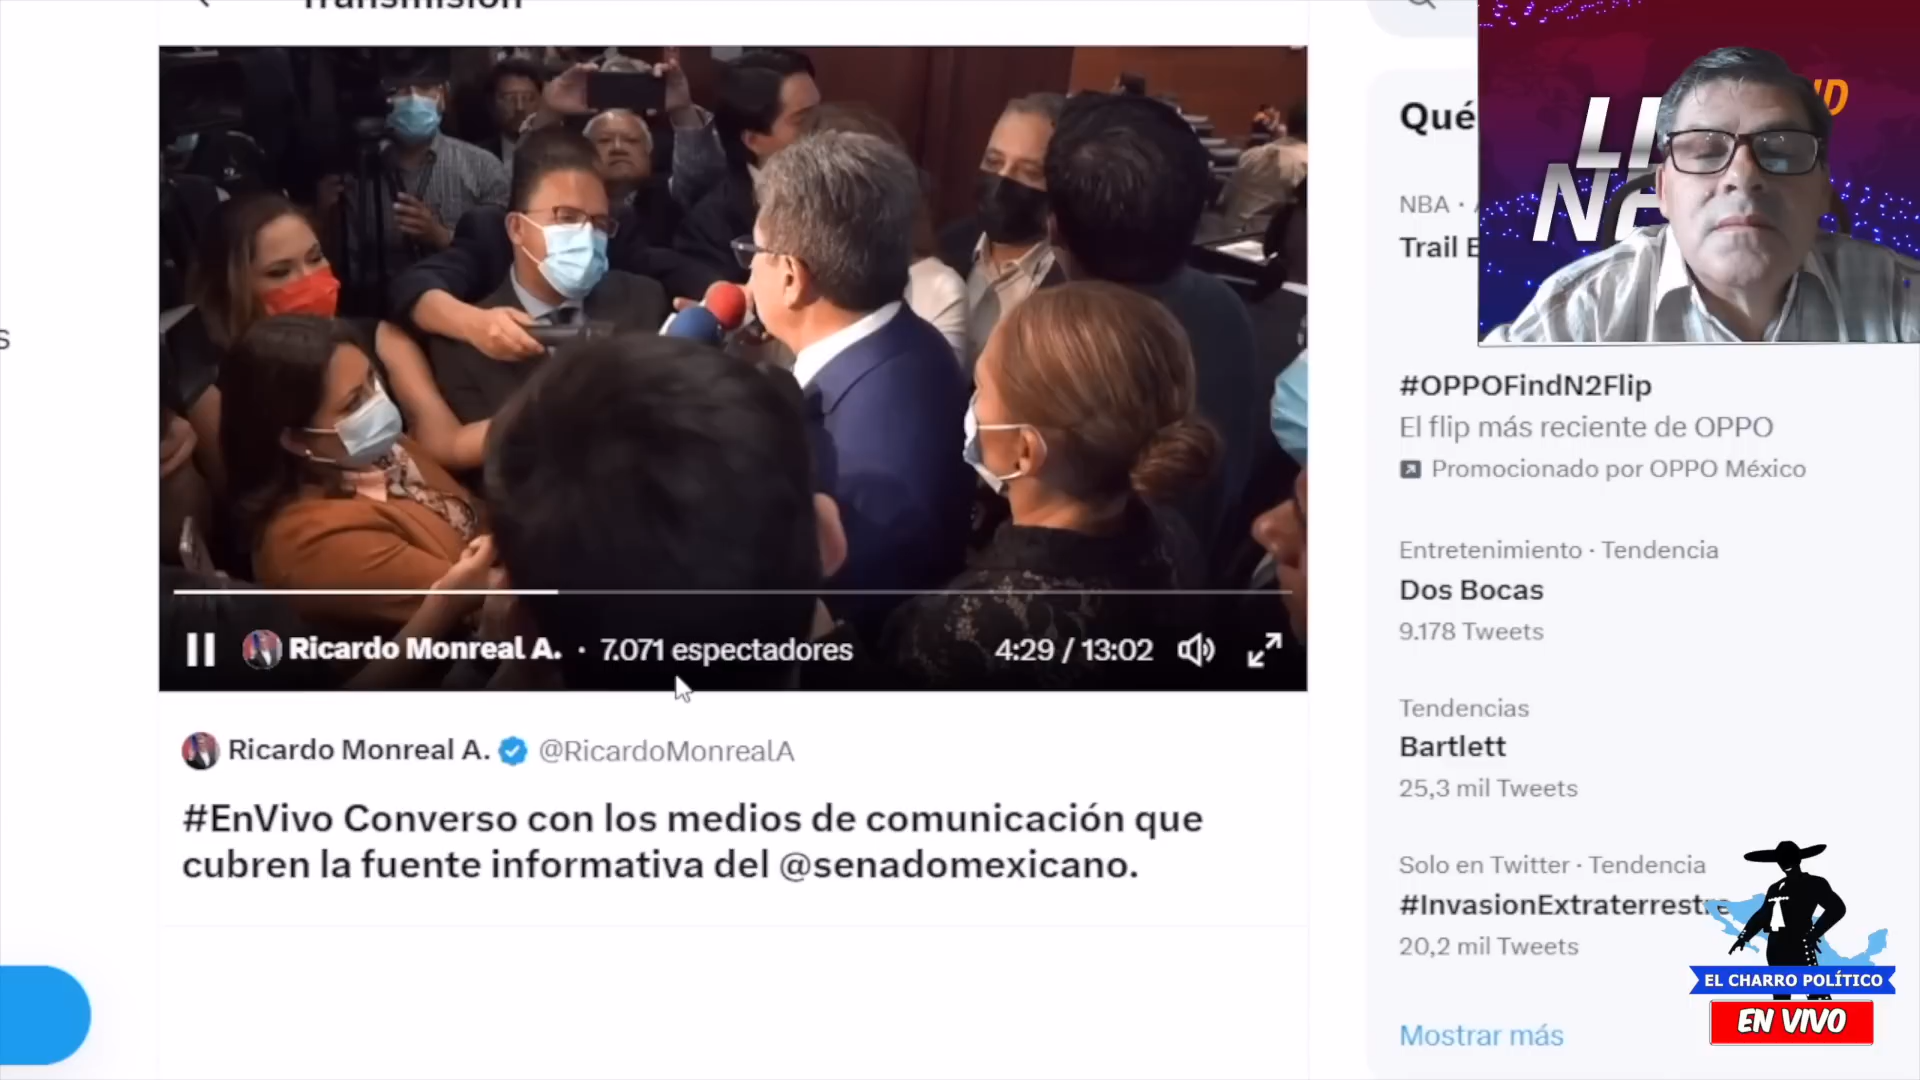 Transmisión
s
Ricardo Monreal A. · 7.071 espectadores
4:29 / 13:02
Ricardo Monreal A. @RicardoMonrealA
#EnVivo Converso con los medios de comunicación que
cubren la fuente informativa del @senadomexicano.
Qué
NBA ·
Trail
#OPPOFindN2Flip
El flip más reciente de OPPO
Promocionado por OPPO México
Entretenimiento · Tendencia
Dos Bocas
9.178 Tweets
Tendencias
Bartlett
25,3 mil Tweets
Solo en Twitter · Tendencia
#InvasionExtraterrestre
20,2 mil Tweets
Mostrar más
EL CHARRO POLÍTICO
EN VIVO